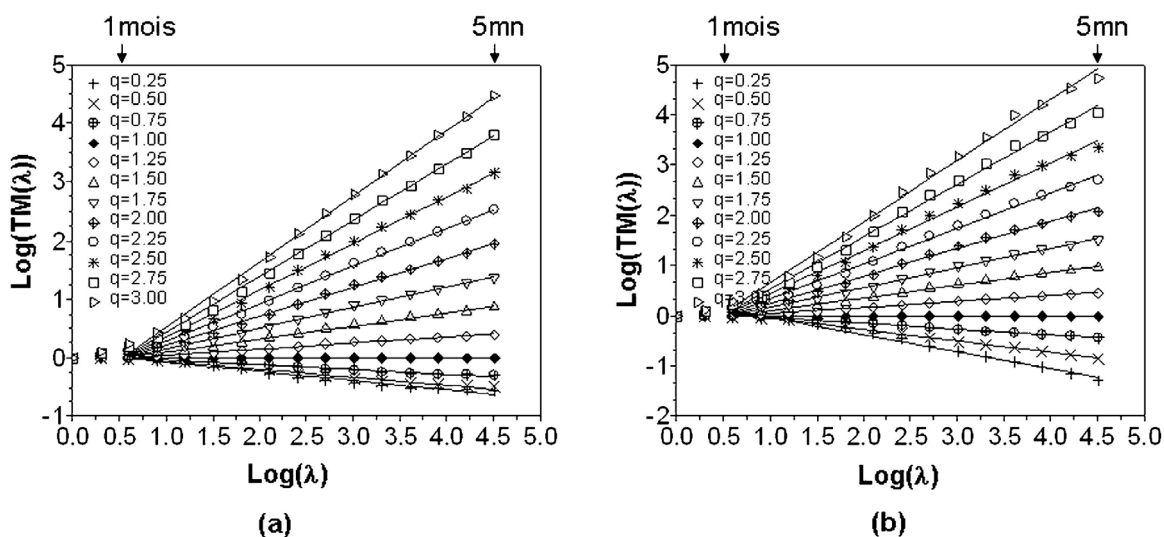 1mois 5mn
5
4
3
2
1
0
-1
Log(TM(λ))
q=0.25
q=0.50
q=0.75
q=1.00
q=1.25
q=1.50
q=1.75
q=2.00
q=2.25
q=2.50
q=2.75
q=3.00
0.0 0.5 1.0 1.5 2.0 2.5 3.0 3.5 4.0 4.5 5.0
Log(λ)
(a)
1mois 5mn
5
4
3
2
1
0
-1
-2
Log(TM(λ))
q=0.25
q=0.50
q=0.75
q=1.00
q=1.25
q=1.50
q=1.75
q=2.00
q=2.25
q=2.50
q=2.75
0.0 0.5 1.0 1.5 2.0 2.5 3.0 3.5 4.0 4.5 5.0
Log(λ)
(b)